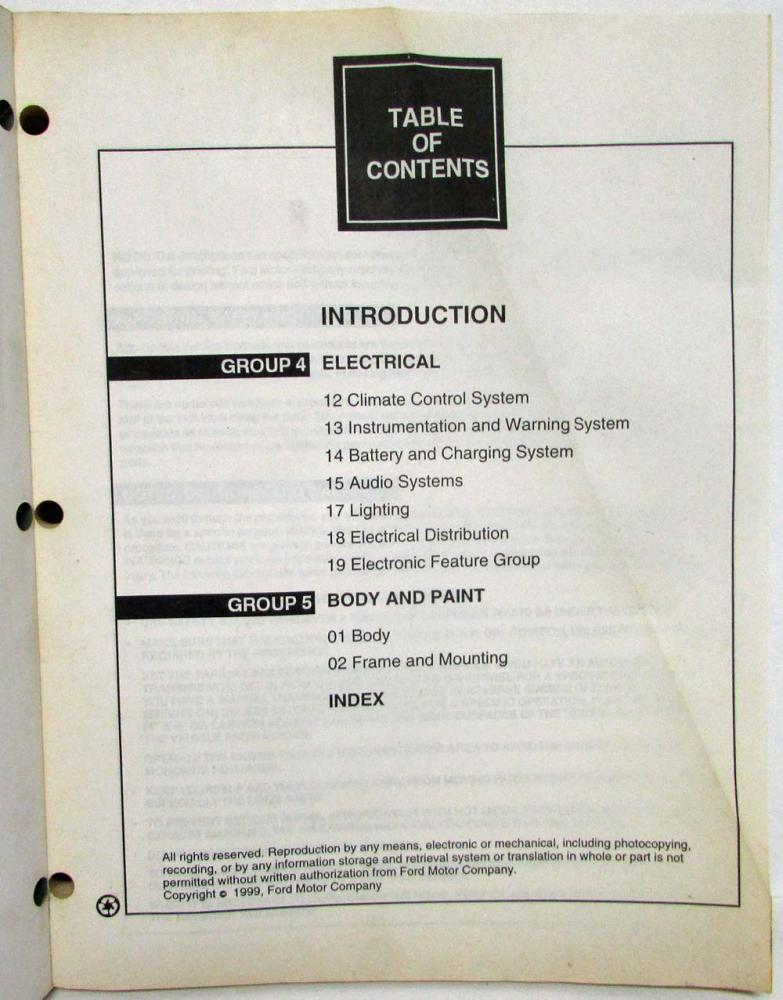 TABLE
OF
CONTENTS
INTRODUCTION
GROUP 4 ELECTRICAL
12 Climate Control System
13 Instrumentation and Warning System
14 Battery and Charging System
15 Audio Systems
17 Lighting
18 Electrical Distribution
19 Electronic Feature Group
GROUP 5 BODY AND PAINT
01 Body
02 Frame and Mounting
INDEX
All rights reserved. Reproduction by any means, electronic or mechanical, including photocopying,
recording, or by any information storage and retrieval system or translation in whole or part is not
permitted without written authorization from Ford Motor Company.
Copyright © 1999, Ford Motor Company